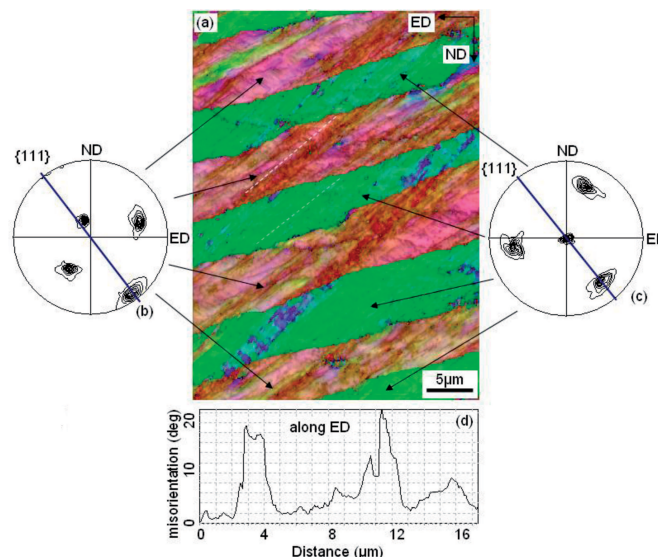 (a)
ED
ND
ND
{111}
ED
(b)
ND
{111}
(c)
5µm
20
10
0
misorientation (deg)
along ED
(d)
0
4
8
12
16
Distance (µm)